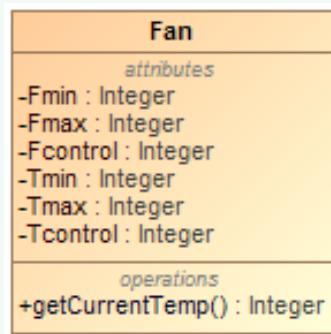 Fan
attributes
-Fmin : Integer
-Fmax : Integer
-Fcontrol : Integer
-Tmin : Integer
-Tmax : Integer
-Tcontrol : Integer
operations
+getCurrentTemp() : Integer